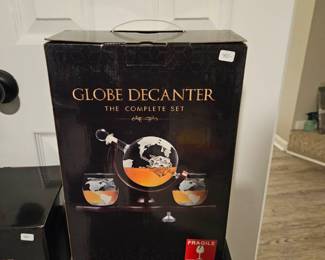 GLOBE DECANTER
THE COMPLETE SET
FRAGILE